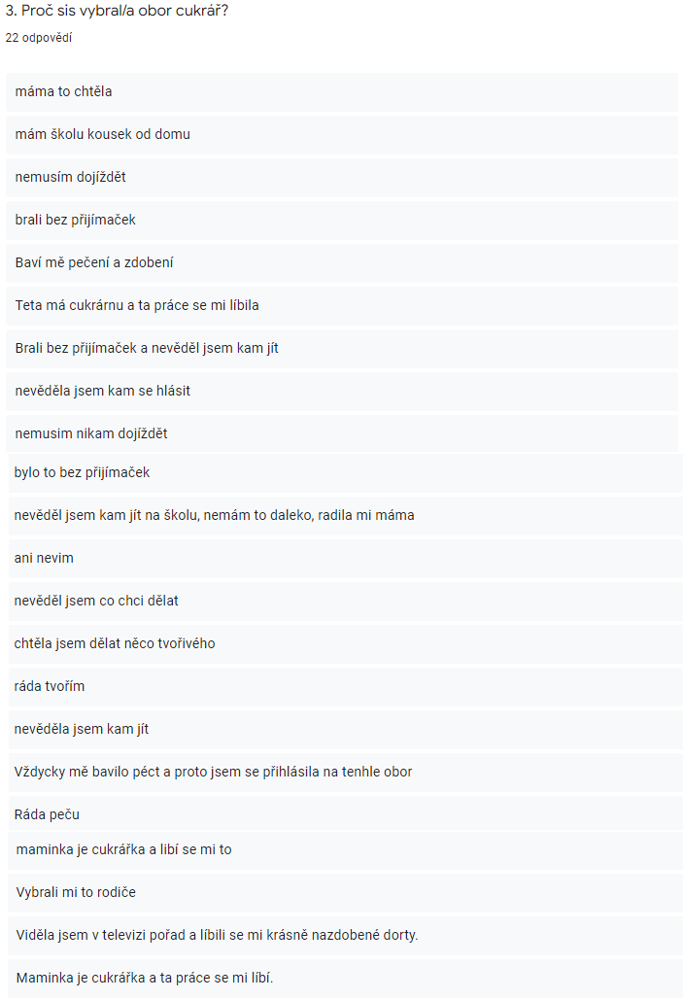 3. Proč sis vybral/a obor cukrář?
22 odpovědí
máma to chtěla
mám školu kousek od domu
nemusím dojíždět
brali bez přijímaček
Baví mě pečení a zdobení
Teta má cukrárnu a ta práce se mi líbila
Brali bez přijímaček a nevěděl jsem kam jít
nevěděla jsem kam se hlásit
nemusim nikam dojíždět
bylo to bez přijímaček
nevěděl jsem kam jít na školu, nemám to daleko, radila mi máma
ani nevim
nevěděl jsem co chci dělat
chtěla jsem dělat něco tvořivého
ráda tvořím
nevěděla jsem kam jít
Vždycky mě bavilo péct a proto jsem se přihlásila na tenhle obor
Ráda peču
maminka je cukrářka a libí se mi to
Vybrali mi to rodiče
Viděla jsem v televizi pořad a líbili se mi krásně nazdobené dorty.
Maminka je cukrářka a ta práce se mi líbí.